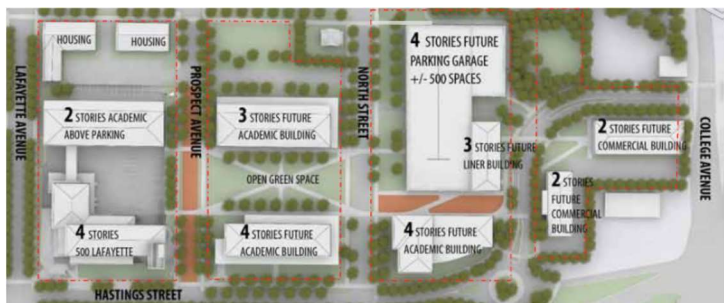 HOUSING
HOUSING
4 STORIES FUTURE
PARKING GARAGE
+/- 500 SPACES
LAFAYETTE AVENUE
PROSPECT AVENUE
NORTH STREET
COLLEGE AVENUE
2 STORIES ACADEMIC
ABOVE PARKING
3 STORIES FUTURE
ACADEMIC BUILDING
3 STORIES FUTURE
LINER BUILDING
2 STORIES FUTURE
COMMERCIAL BUILDING
OPEN GREEN SPACE
2 STORIES
FUTURE
COMMERCIAL
BUILDING
4 STORIES
500 LAFAYETTE
4 STORIES FUTURE
ACADEMIC BUILDING
4 STORIES FUTURE
ACADEMIC BUILDING
HASTINGS STREET